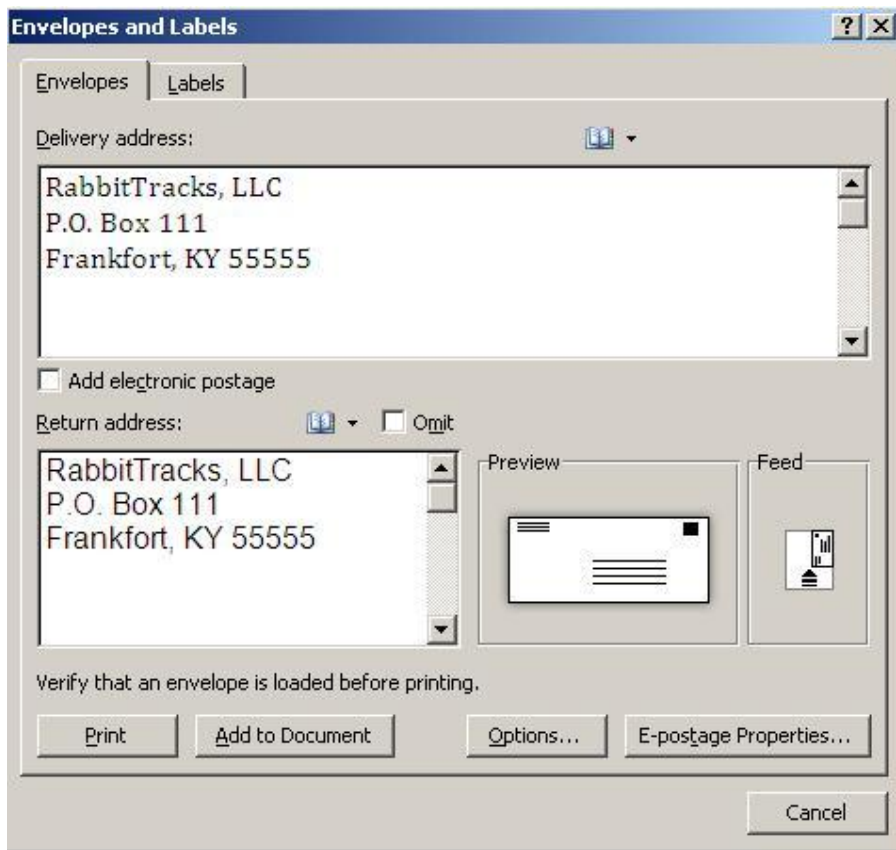 Envelopes and Labels
Envelopes Labels
Delivery address:
RabbitTracks, LLC
P.O. Box 111
Frankfort, KY 55555
Add electronic postage
Return address: Omit
RabbitTracks, LLC
P.O. Box 111
Frankfort, KY 55555
Preview
Feed
Verify that an envelope is loaded before printing.
Print Add to Document Options... E-postage Properties...
Cancel